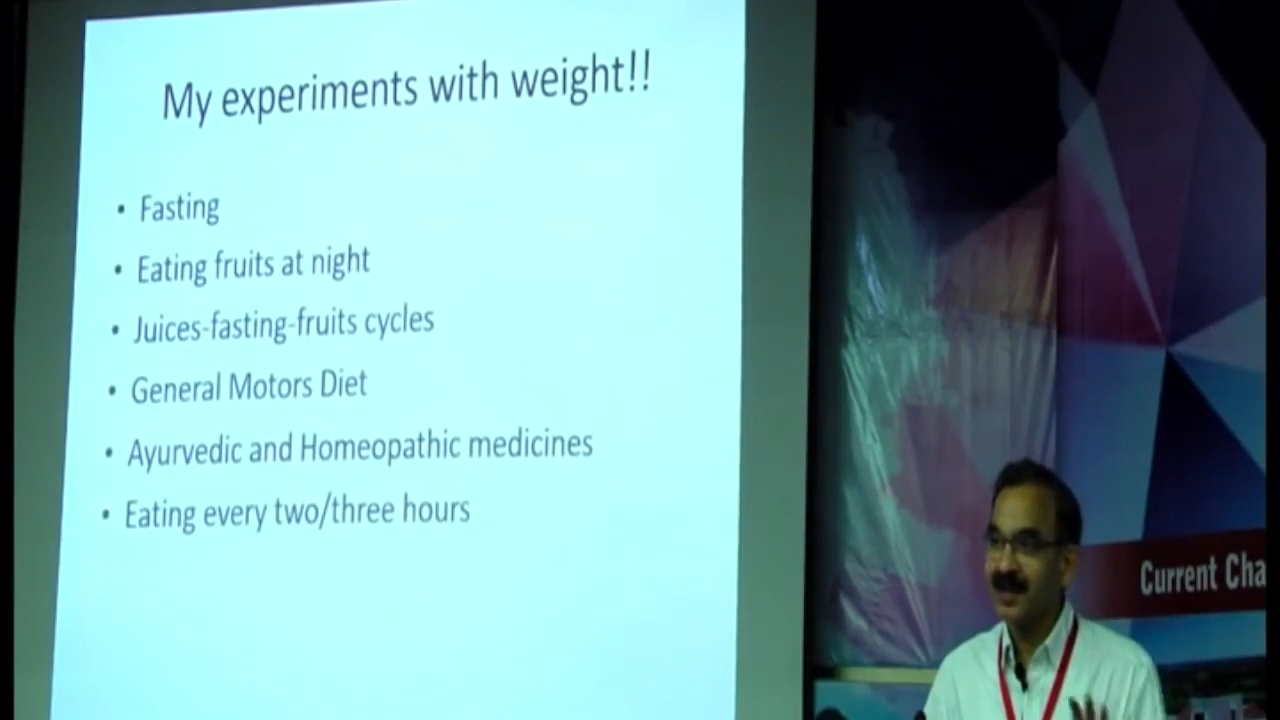 My experiments with weight!!
• Fasting
• Eating fruits at night
• Juices-fasting-fruits cycles
• General Motors Diet
• Ayurvedic and Homeopathic medicines
• Eating every two/three hours
Current Cha